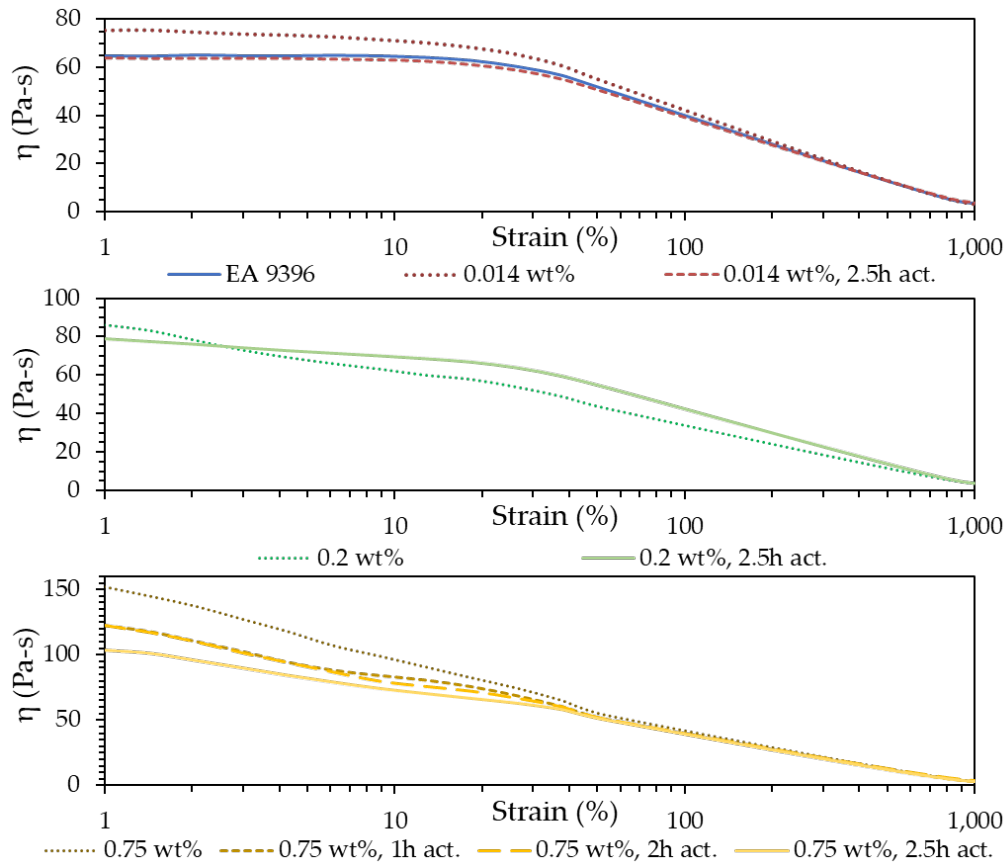 80
60
40
20
0
η (Pa-s)
1 10 100 1,000
Strain (%)
EA 9396 0.014 wt% 0.014 wt%, 2.5h act.
100
80
60
40
20
0
η (Pa-s)
1 10 100 1,000
Strain (%)
0.2 wt% 0.2 wt%, 2.5h act.
150
100
50
0
η (Pa-s)
1 10 100 1,000
Strain (%)
0.75 wt% 0.75 wt%, 1h act. 0.75 wt%, 2h act. 0.75 wt%, 2.5h act.